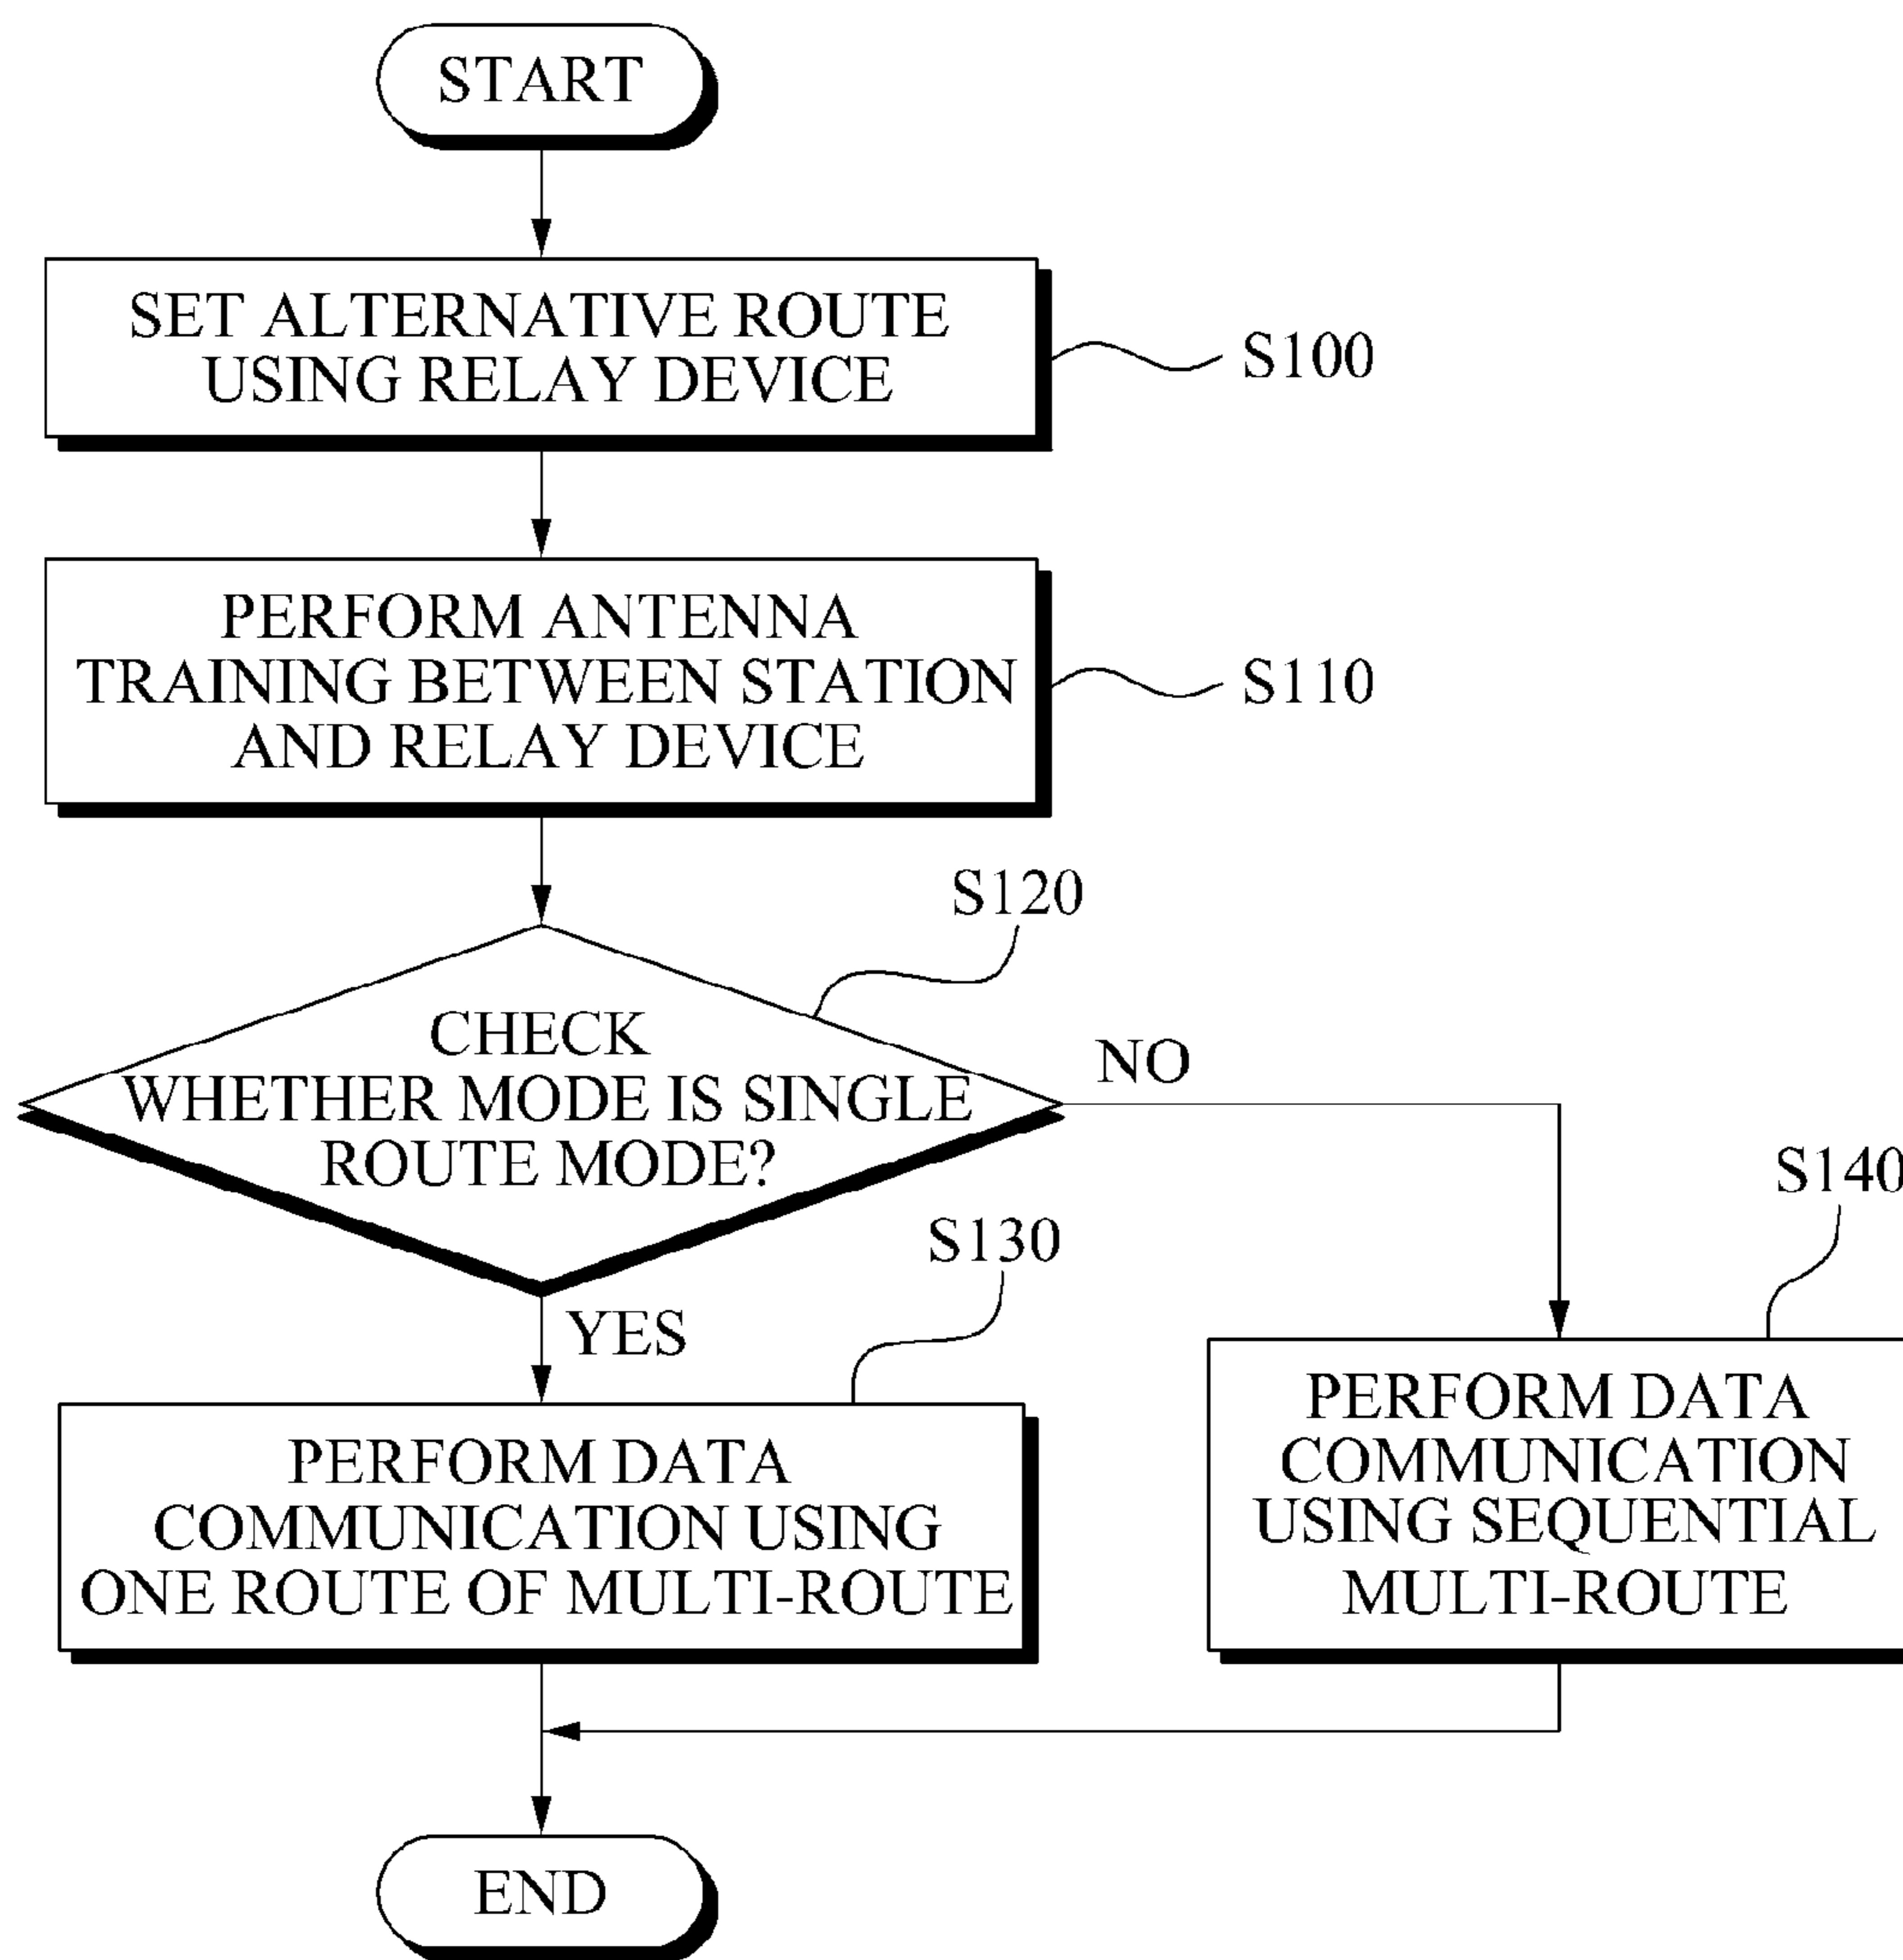 START
SET ALTERNATIVE ROUTE
USING RELAY DEVICE
S100
PERFORM ANTENNA
TRAINING BETWEEN STATION
AND RELAY DEVICE
S110
S120
CHECK
WHETHER MODE IS SINGLE
ROUTE MODE?
NO
YES
S130
PERFORM DATA
COMMUNICATION USING
ONE ROUTE OF MULTI-ROUTE
S140
PERFORM DATA
COMMUNICATION
USING SEQUENTIAL
MULTI-ROUTE
END